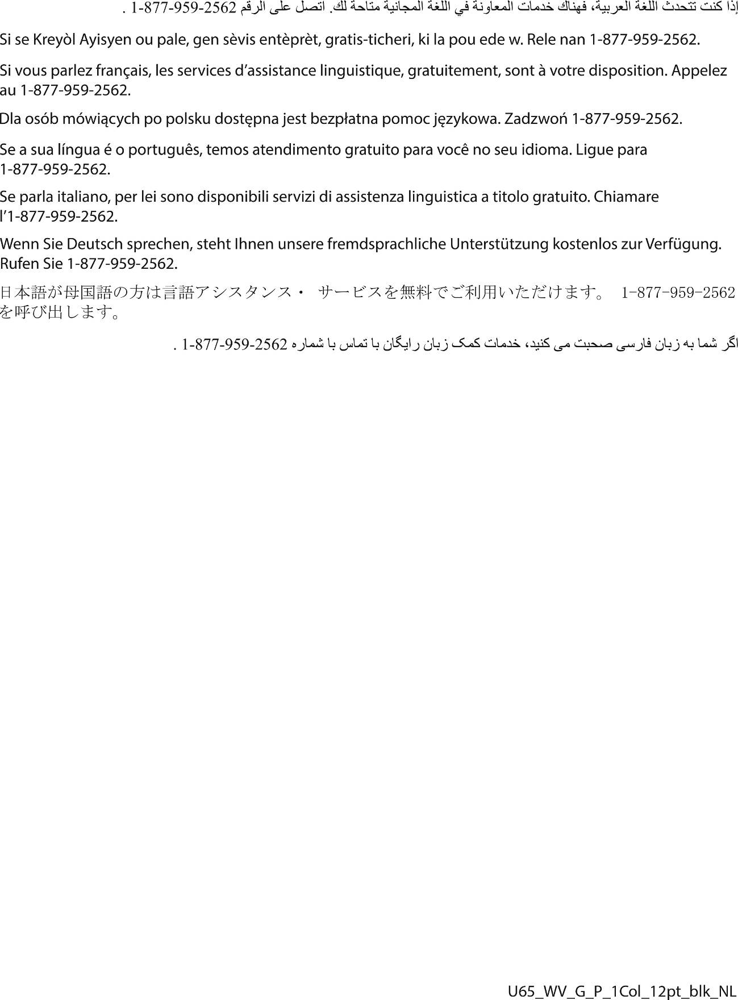 إذا كنت تتحدث اللغة العربية، فهناك خدمات المعاونة في اللغة المجانية متاحة لك. اتصل على الرقم 1-877-959-2562 .
Si se Kreyòl Ayisyen ou pale, gen sèvis entèprèt, gratis-ticheri, ki la pou ede w. Rele nan 1-877-959-2562.
Si vous parlez français, les services d’assistance linguistique, gratuitement, sont à votre disposition. Appelez
au 1-877-959-2562.
Dla osób mówiących po polsku dostępna jest bezpłatna pomoc językowa. Zadzwoń 1-877-959-2562.
Se a sua língua é o português, temos atendimento gratuito para você no seu idioma. Ligue para
1-877-959-2562.
Se parla italiano, per lei sono disponibili servizi di assistenza linguistica a titolo gratuito. Chiamare
l’1-877-959-2562.
Wenn Sie Deutsch sprechen, steht Ihnen unsere fremdsprachliche Unterstützung kostenlos zur Verfügung.
Rufen Sie 1-877-959-2562.
日本語が母国語の方は言語アシスタンス・ サービスを無料でご利用いただけます。 1-877-959-2562
を呼び出します。
اگر شما به زبان فارسی صحبت می کنید، خدمات کمک زبان رایگان با تماس با شماره 1-877-959-2562 .
U65_WV_G_P_1Col_12pt_blk_NL